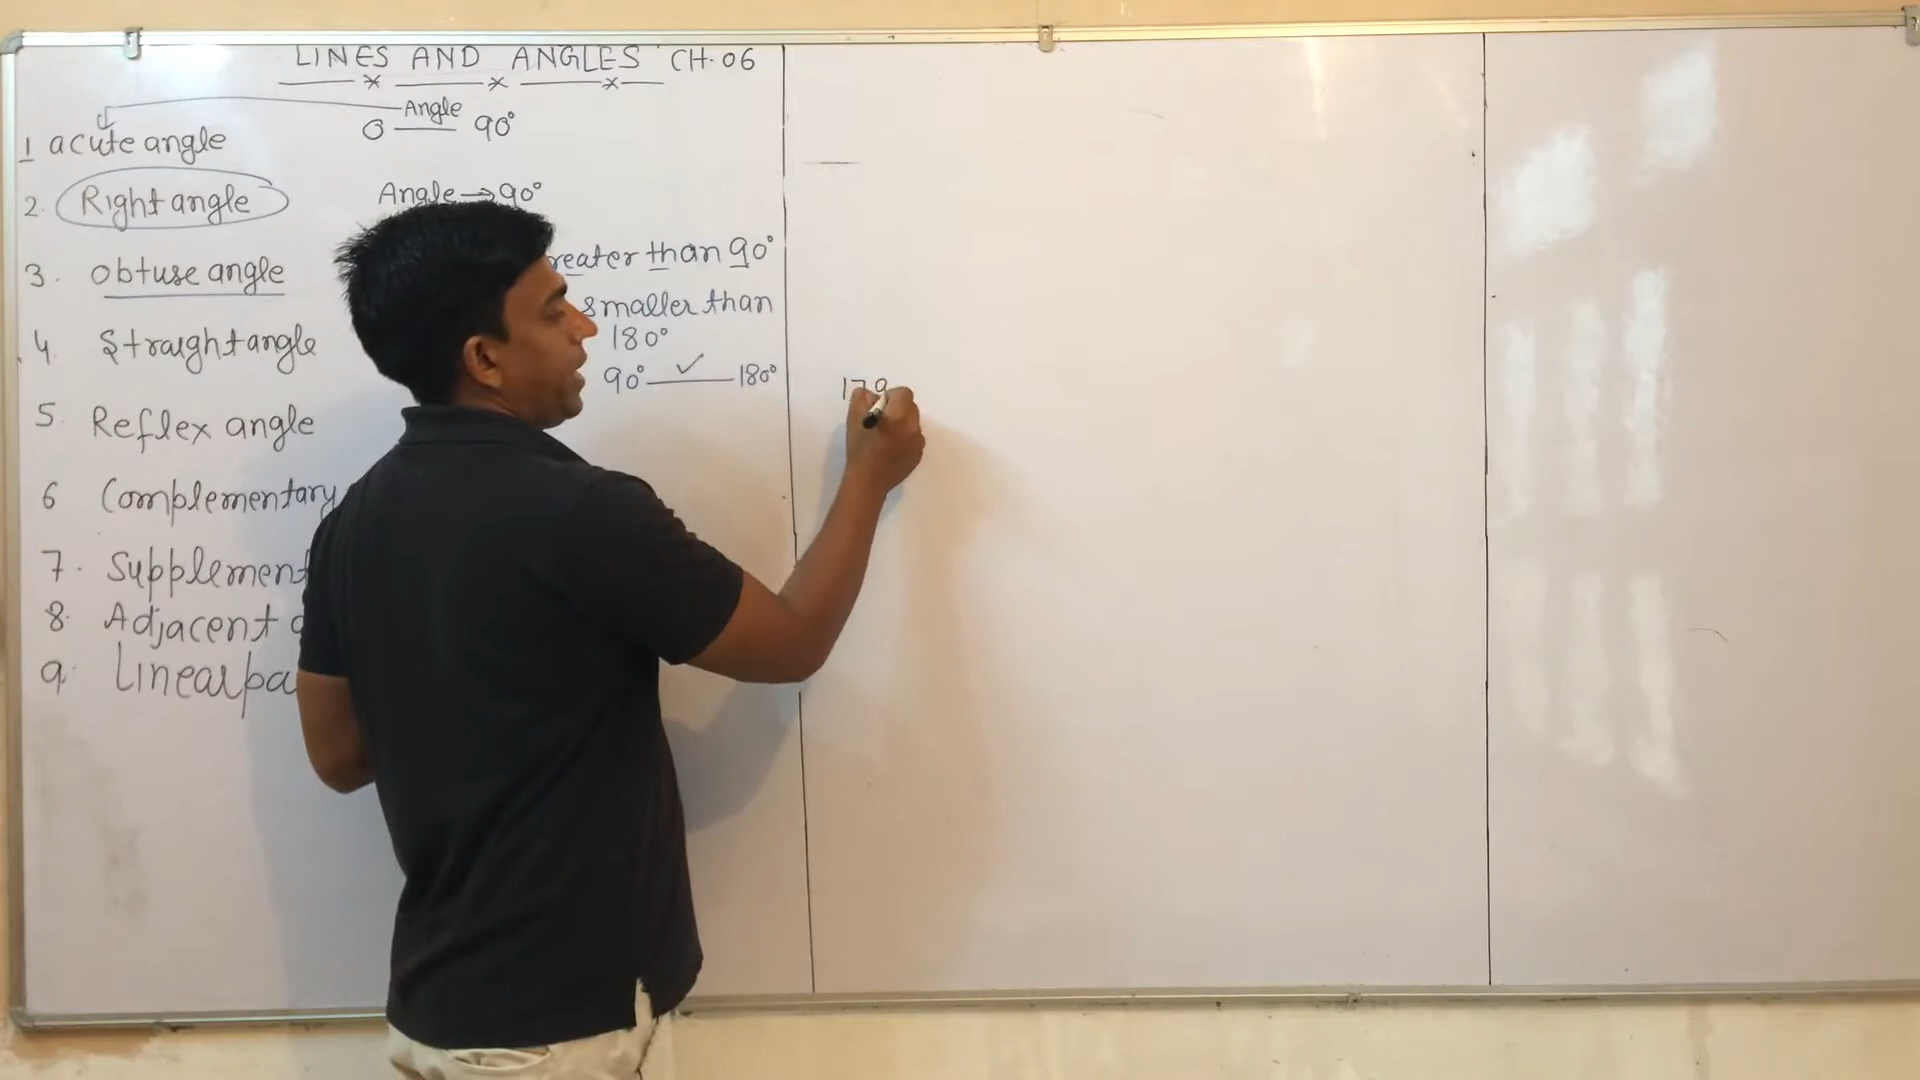 LINES AND ANGLES CH.06
Angle
1 acute angle 0 — 90°
2. Right angle Angle → 90°
3. Obtuse angle reater than 90°
smaller than
4. Straight angle 180°
90° ✓ 180° 179
5. Reflex angle
6 Complementary
7. Supplement
8. Adjacent
9. Linear pa